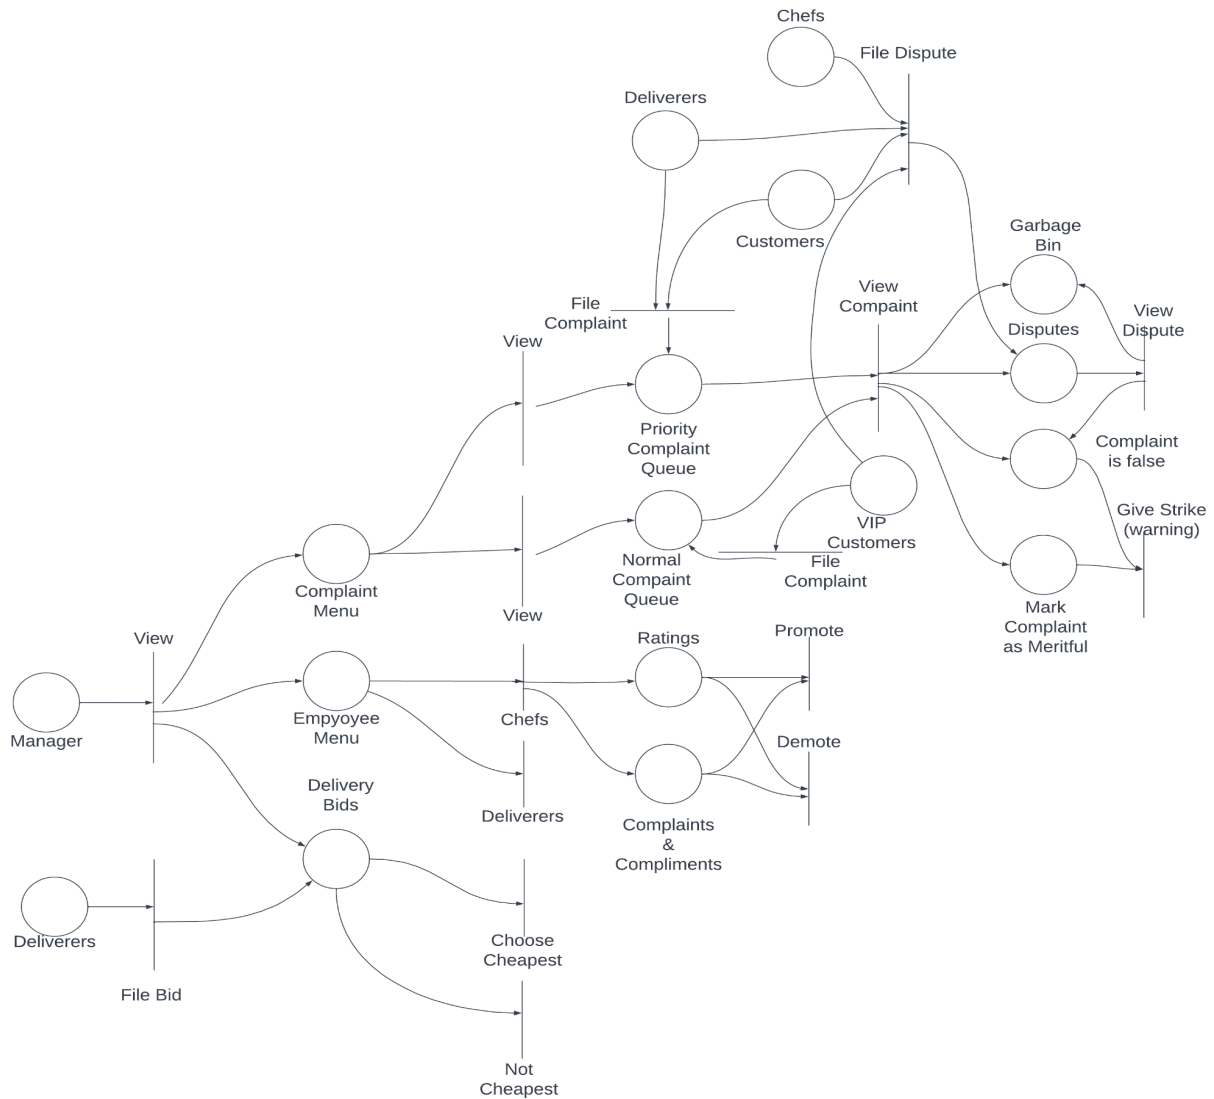 Chefs
File Dispute
Deliverers
Customers
Garbage
Bin
View
Compaint
File
Complaint
View
Dispute
Disputes
View
Priority
Complaint
Queue
Complaint
is false
Give Strike
(warning)
VIP
Customers
File
Complaint
Normal
Compaint
Queue
Complaint
Menu
View
Mark
Complaint
as Meritful
View
Ratings
Promote
Manager
Empyoyee
Menu
Chefs
Demote
Delivery
Bids
Deliverers
Complaints
&
Compliments
Deliverers
Choose
Cheapest
File Bid
Not
Cheapest